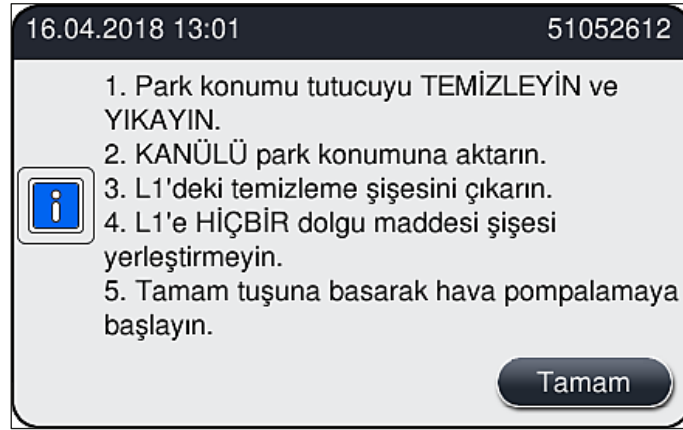 16.04.2018 13:01 51052612
1. Park konumu tutucuyu TEMİZLEYİN ve
YIKAYIN.
2. KANÜLÜ park konumuna aktarın.
3. L1'deki temizleme şişesini çıkarın.
4. L1'e HİÇBİR dolgu maddesi şişesi
yerleştirmeyin.
5. Tamam tuşuna basarak hava pompalamaya
başlayın.
Tamam